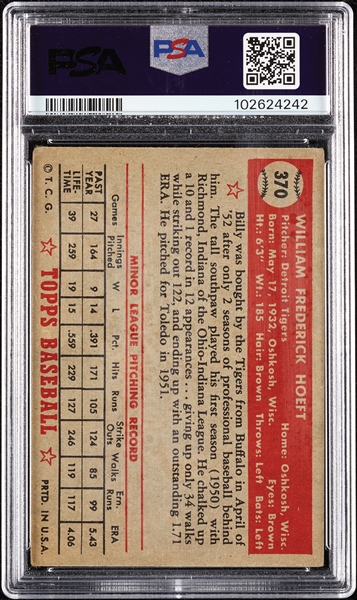 PSA
PSA
102624242
370
WILLIAM FREDERICK HOEFT
Pitcher: Detroit Tigers Home: Oshkosh, Wisc.
Born: May 17, 1932, Oshkosh, Wisc. Eyes: Brown
Ht.: 6'3" Wt.: 185 Hair: Brown Throws: Left Bats: Left
Billy was bought by the Tigers from Buffalo in April of
'52 after only 2 seasons of professional baseball behind
him. The tall southpaw played his first season (1950) with
Richmond, Indiana of the Ohio-Indiana League. He chalked up
a 10 and 1 record in 12 appearances . . . giving up only 34 walks
while striking out 122, and ending up with an outstanding 1.71
ERA. He pitched for Toledo in 1951.
MINOR LEAGUE PITCHING RECORD
Games Innings Pitched W L Pct. Hits Runs Strike Walks Ern. Runs ERA
PAST YEAR 27 164 9 14 .391 171 124 85 99 5.43
LIFE-TIME 39 259 19 15 .559 229 127 246 119 117 4.06
© T. C. G. TOPPS BASEBALL PRTD. IN U.S.A.